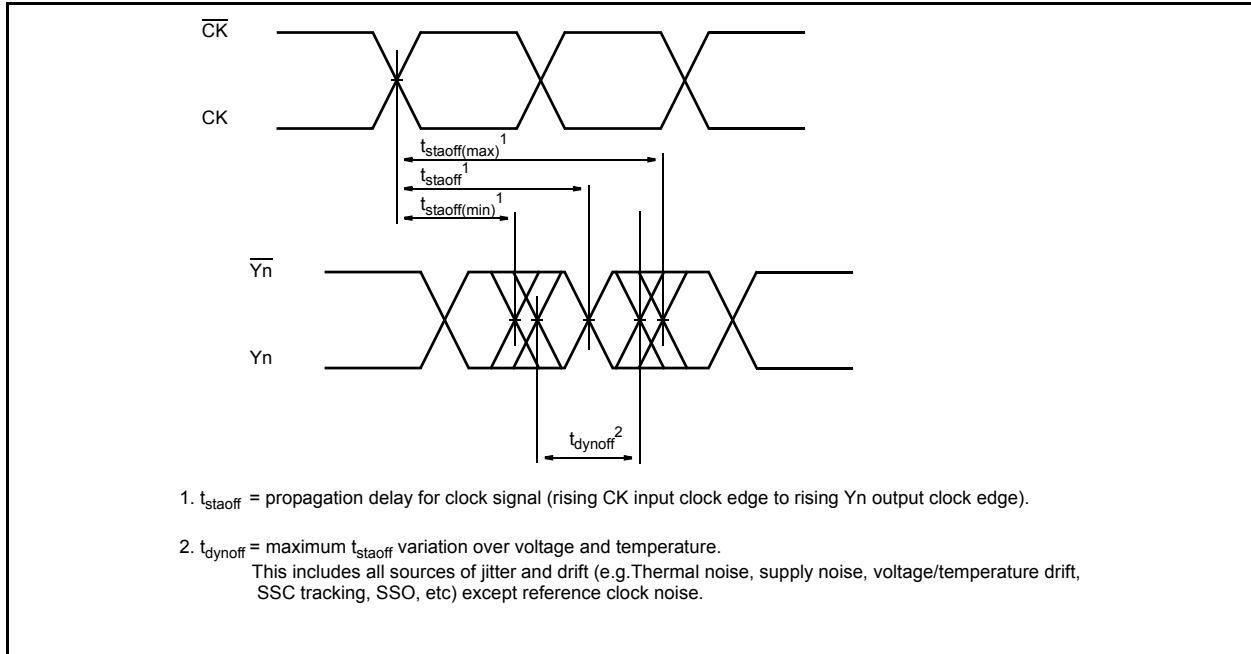 C̅K̅
CK
tstaoff(max)1
tstaoff1
tstaoff(min)1
Y̅n̅
Yn
tdynoff2
1. tstaoff = propagation delay for clock signal (rising CK input clock edge to rising Yn output clock edge).
2. tdynoff = maximum tstaoff variation over voltage and temperature.
This includes all sources of jitter and drift (e.g.Thermal noise, supply noise, voltage/temperature drift,
SSC tracking, SSO, etc) except reference clock noise.